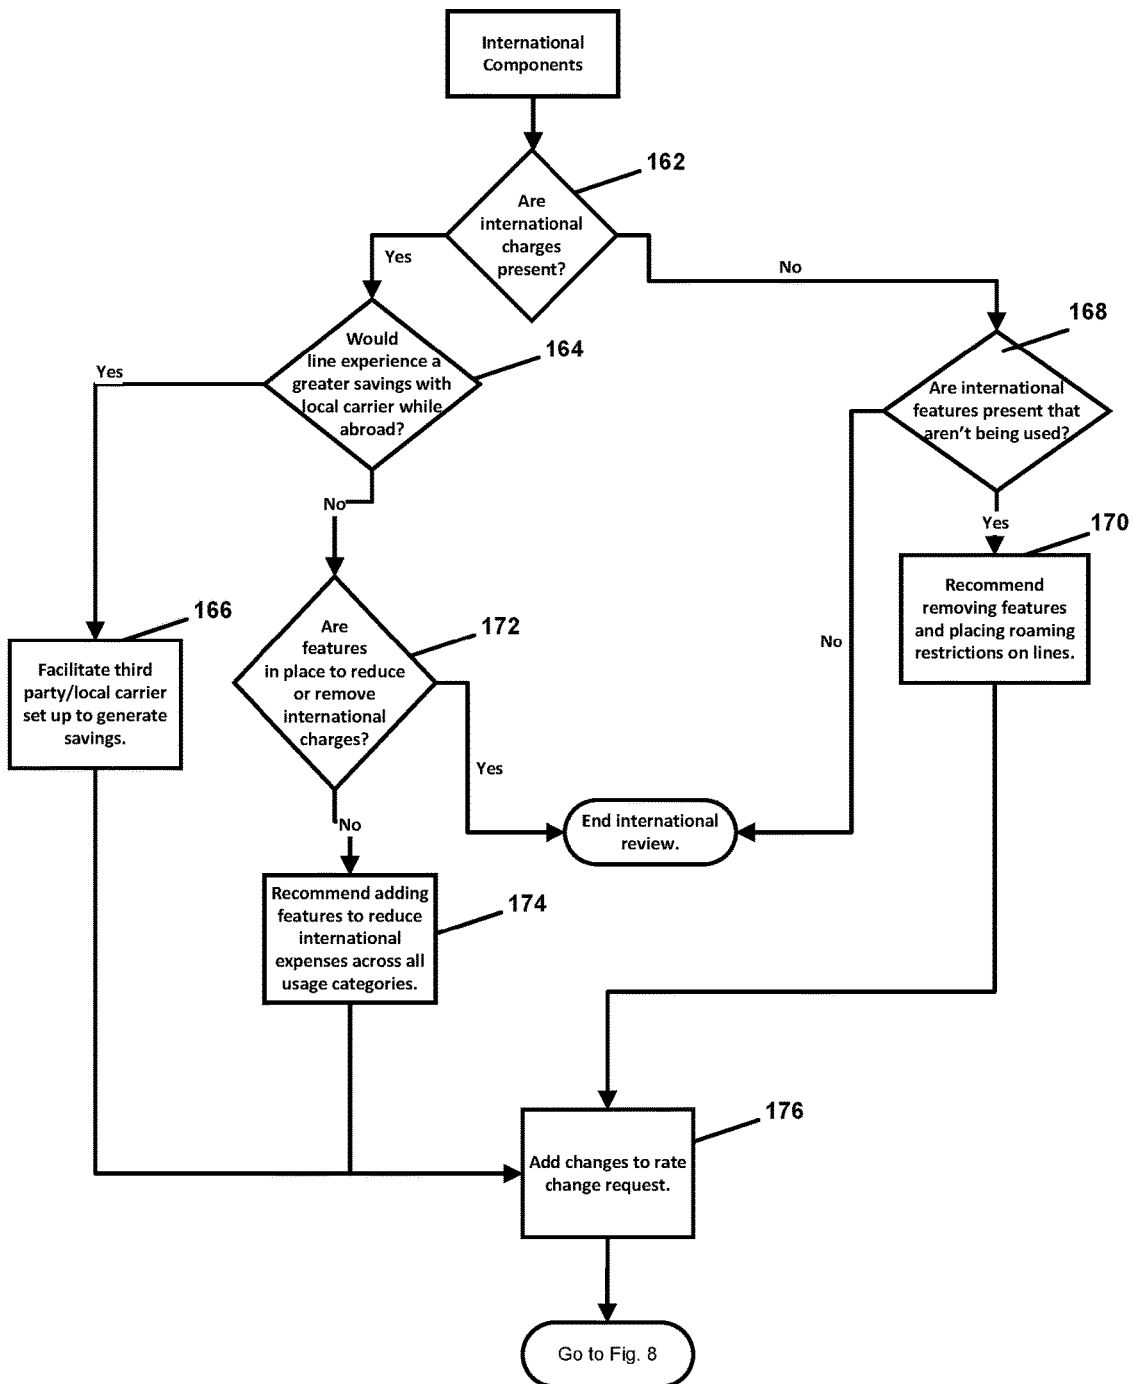 International
Components
162
Are
international
charges
present?
Yes
No
168
Would
line experience a
greater savings with
local carrier while
abroad?
164
Yes
Are international
features present that
aren't being used?
No
Yes
170
Recommend
removing features
and placing roaming
restrictions on lines.
166
Facilitate third
party/local carrier
set up to generate
savings.
172
Are
features
in place to reduce
or remove
international
charges?
No
Yes
No
End international
review.
Recommend adding
features to reduce
international
expenses across all
usage categories.
174
176
Add changes to rate
change request.
Go to Fig. 8